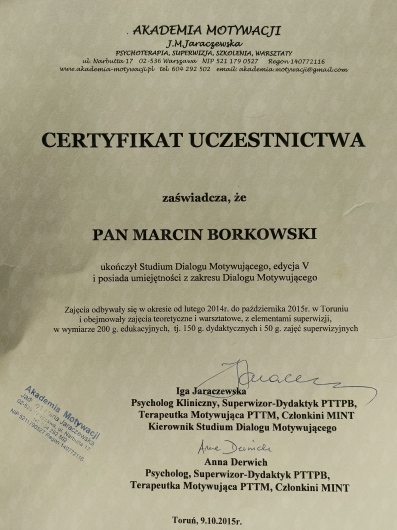 AKADEMIA MOTYWACJI
J.M.Jaraczewska
PSYCHOTERAPIA, SUPERWIZJA, SZKOLENIA, WARSZTATY
ul. Narbutta 17 02-536 Warszawa NIP 521 179 0527 Regon 140772116
www.akademia-motywacji.pl tel 604 292 502 email: akademia.motywacji@gmail.com
CERTYFIKAT UCZESTNICTWA
zaświadcza, że
PAN MARCIN BORKOWSKI
ukończył Studium Dialogu Motywującego, edycja V
i posiada umiejętności z zakresu Dialogu Motywującego
Zajęcia odbywały się w okresie od lutego 2014r. do października 2015r. w Toruniu
i obejmowały zajęcia teoretyczne i warsztatowe, z elementami superwizji,
w wymiarze 200 g. edukacyjnych, tj. 150 g. dydaktycznych i 50 g. zajęć superwizyjnych
Iga Jaraczewska
Psycholog Kliniczny, Superwizor-Dydaktyk PTTPB,
Terapeutka Motywująca PTTM, Członkini MINT
Kierownik Studium Dialogu Motywującego
Akademia Motywacji
Anna Derwich
Psycholog, Superwizor-Dydaktyk PTTPB,
Terapeutka Motywująca PTTM, Członkini MINT
Toruń, 9.10.2015r.